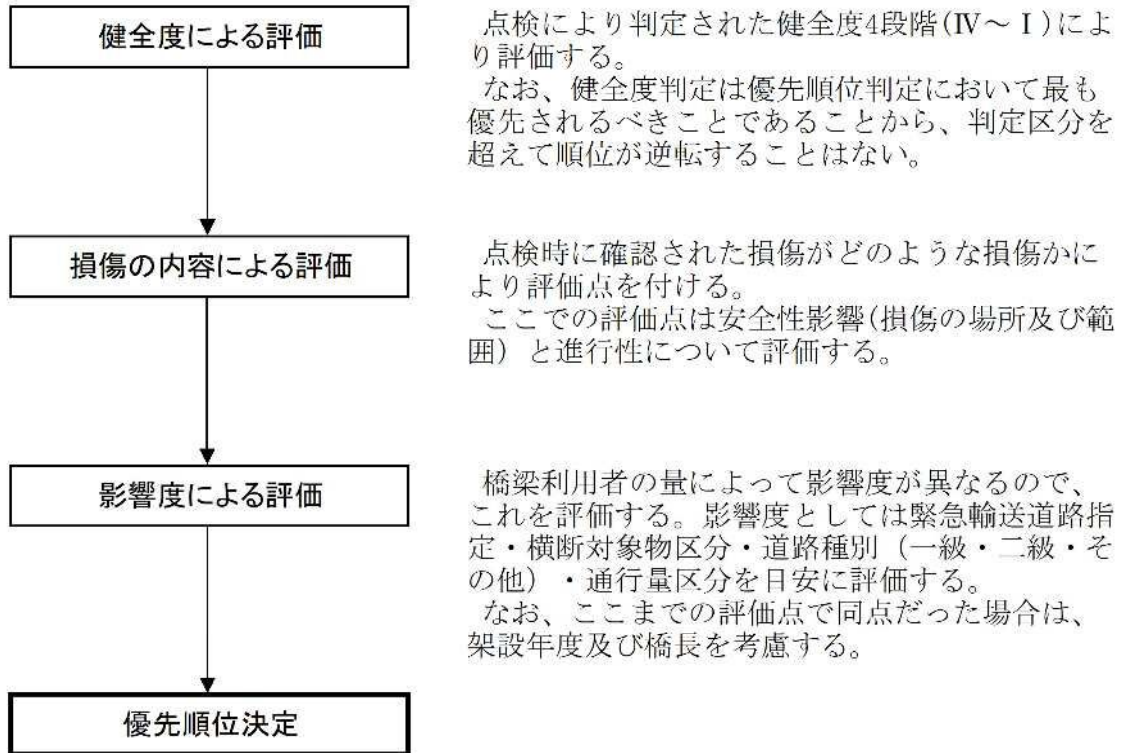 健全度による評価
点検により判定された健全度4段階(Ⅳ～Ⅰ)によ
り評価する。
なお、健全度判定は優先順位判定において最も
優先されるべきことであることから、判定区分を
超えて順位が逆転することはない。
損傷の内容による評価
点検時に確認された損傷がどのような損傷かに
より評価点を付ける。
ここでの評価点は安全性影響(損傷の場所及び範
囲）と進行性について評価する。
影響度による評価
橋梁利用者の量によって影響度が異なるので、
これを評価する。影響度としては緊急輸送道路指
定・横断対象物区分・道路種別（一級・二級・そ
の他）・通行量区分を目安に評価する。
なお、ここまでの評価点で同点だった場合は、
架設年度及び橋長を考慮する。
優先順位決定